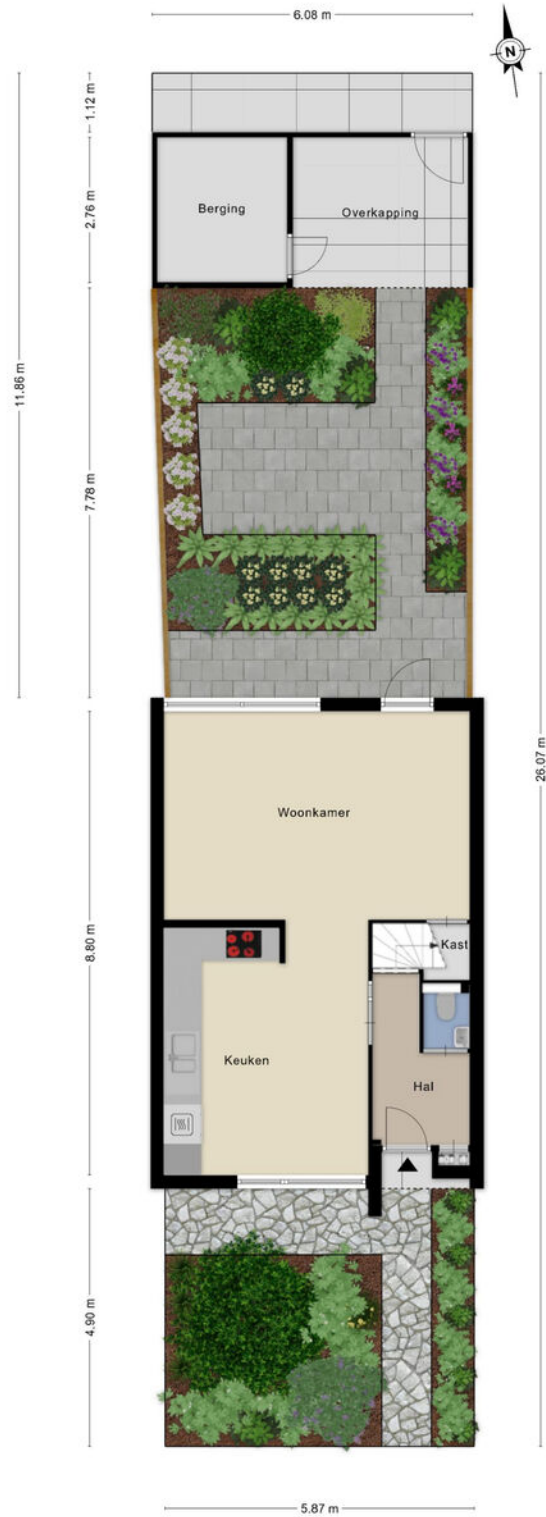 6.08 m
N
1.12 m
2.76 m
Berging
Overkapping
11.86 m
7.78 m
26.07 m
Woonkamer
8.80 m
Kast
Keuken
Hal
4.90 m
5.87 m